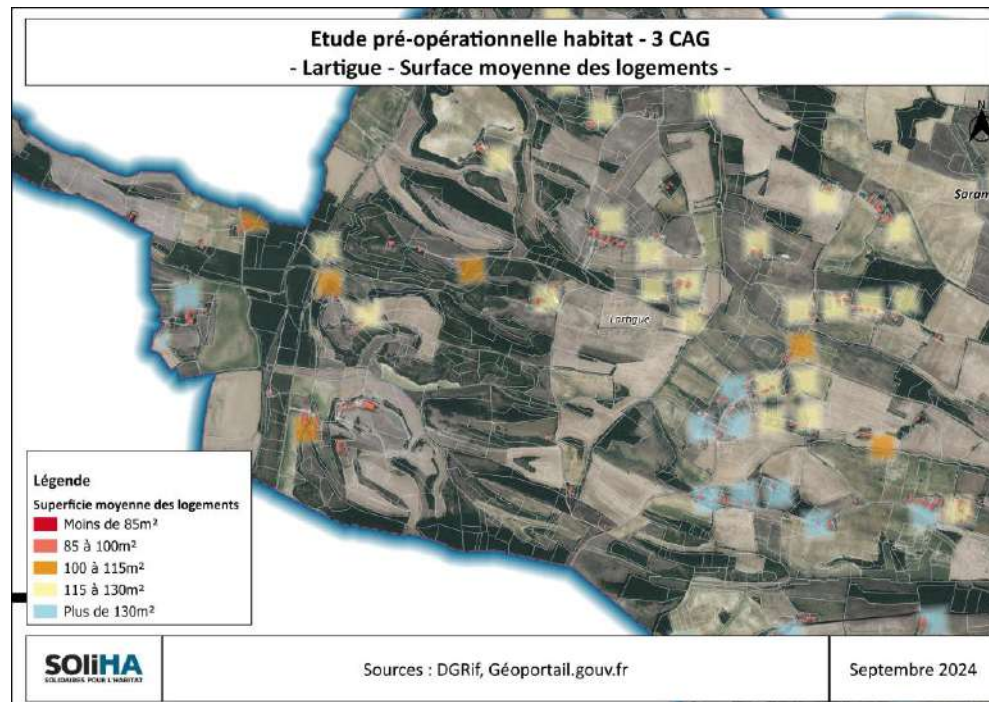 Etude pré-opérationnelle habitat - 3 CAG
- Lartigue - Surface moyenne des logements -
N
Saram
Lartigue
Légende
Superficie moyenne des logements
Moins de 85m²
85 à 100m²
100 à 115m²
115 à 130m²
Plus de 130m²
SOliHA
SOLIDAIRES POUR L'HABITAT
Sources : DGRif, Géoportail.gouv.fr
Septembre 2024